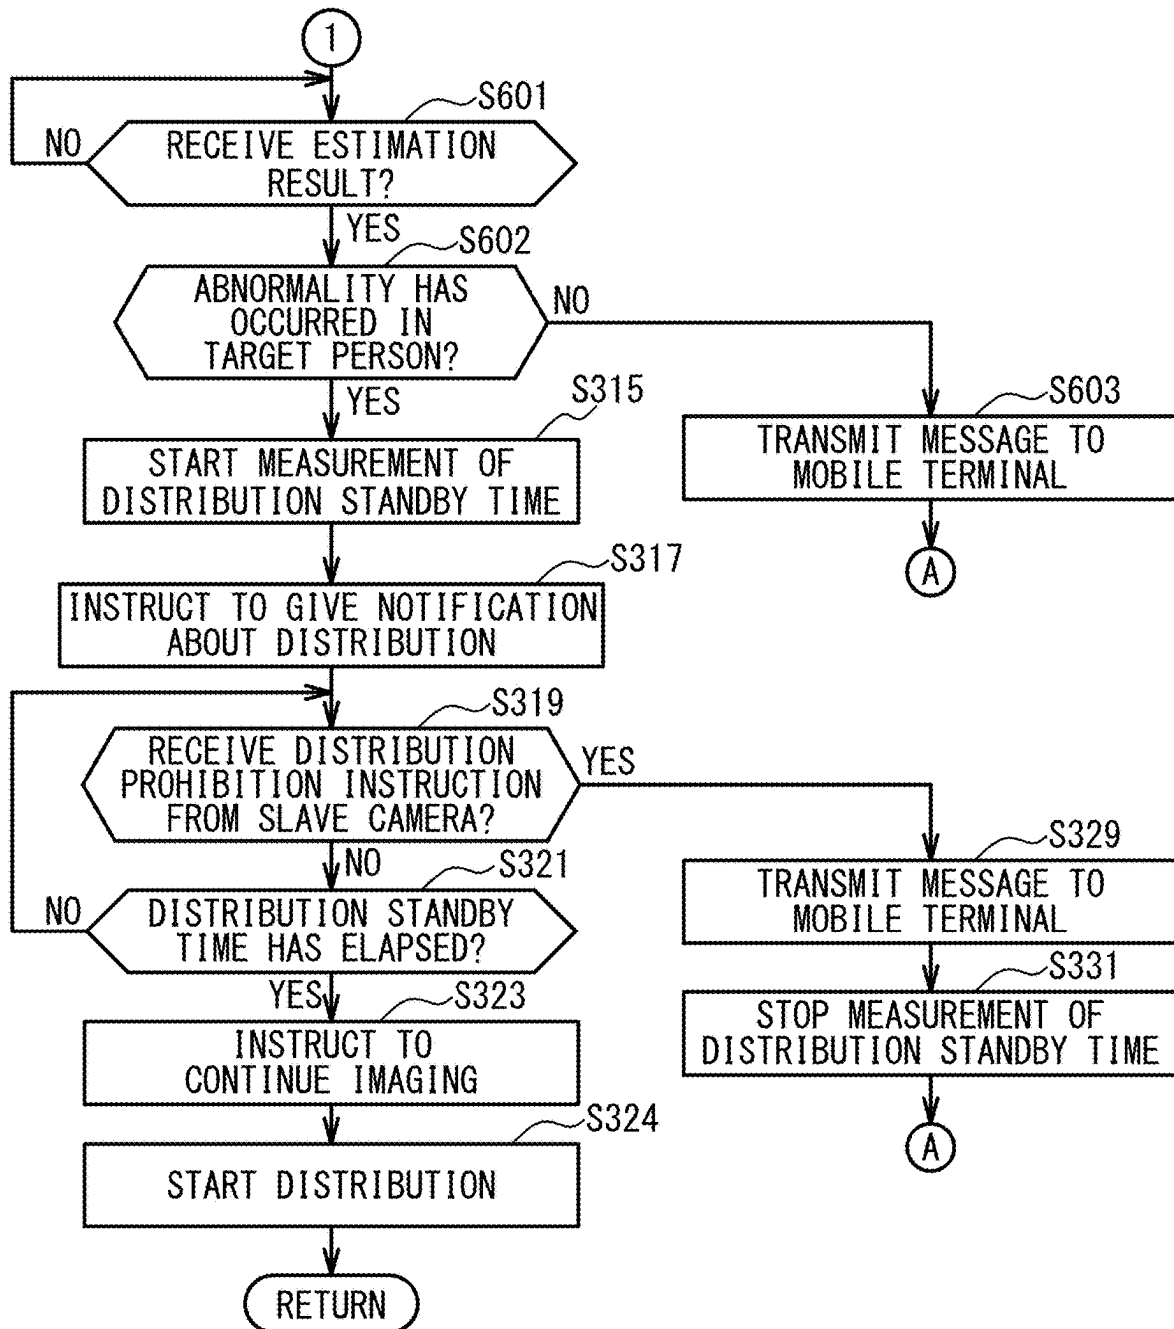 1
S601
NO
RECEIVE ESTIMATION
RESULT?
YES
S602
ABNORMALITY HAS
OCCURRED IN
TARGET PERSON?
NO
YES
S315
START MEASUREMENT OF
DISTRIBUTION STANDBY TIME
S603
TRANSMIT MESSAGE TO
MOBILE TERMINAL
A
S317
INSTRUCT TO GIVE NOTIFICATION
ABOUT DISTRIBUTION
S319
RECEIVE DISTRIBUTION
PROHIBITION INSTRUCTION
FROM SLAVE CAMERA?
YES
NO
S321
NO
DISTRIBUTION STANDBY
TIME HAS ELAPSED?
S329
TRANSMIT MESSAGE TO
MOBILE TERMINAL
YES
S323
INSTRUCT TO
CONTINUE IMAGING
S331
STOP MEASUREMENT OF
DISTRIBUTION STANDBY TIME
A
S324
START DISTRIBUTION
RETURN